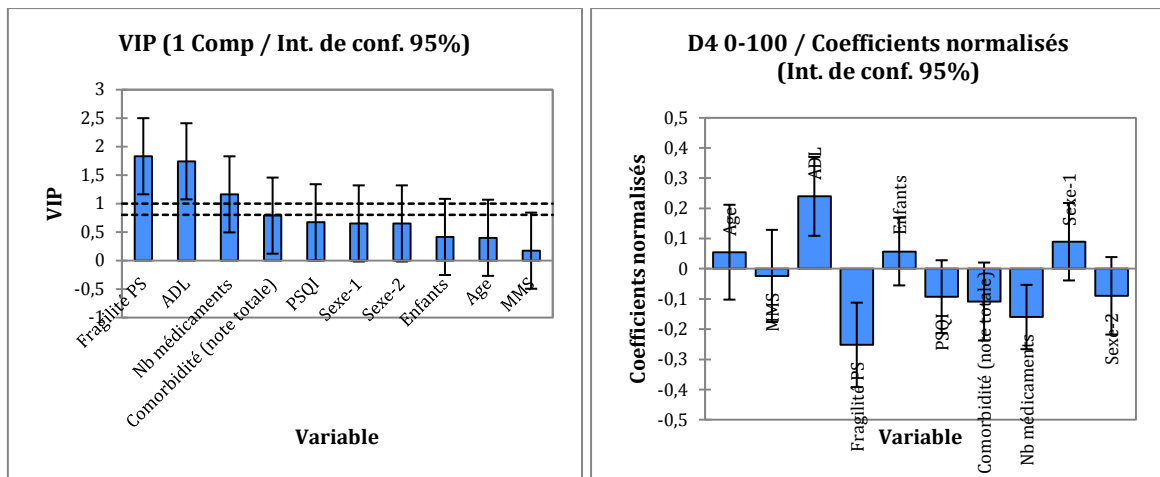 VIP (1 Comp / Int. de conf. 95%)
VIP
3
2,5
2
1,5
1
0,5
0
-0,5
-1
Fragilité PS
ADL
Nb médicaments
Comorbidité (note totale)
PSQI
Sexe-1
Sexe-2
Enfants
Age
MMS
Variable
D4 0-100 / Coefficients normalisés
(Int. de conf. 95%)
Coefficients normalisés
0,5
0,4
0,3
0,2
0,1
0
-0,1
-0,2
-0,3
-0,4
-0,5
Age
MMS
ADL
Fragilité PS
Enfants
PSQI
Comorbidité (note totale)
Nb médicaments
Sexe-1
Sexe-2
Variable